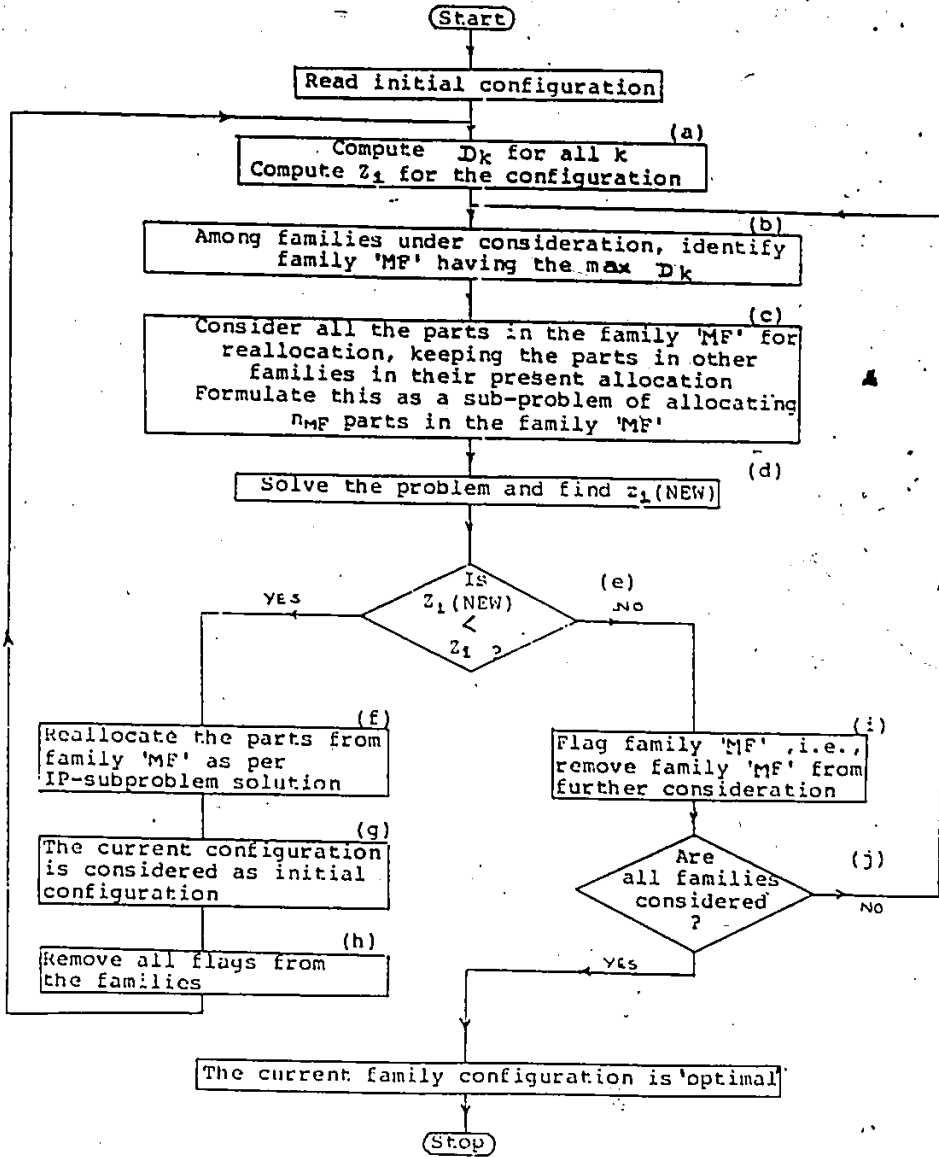 Start
Read initial configuration
(a)
Compute Dk for all k
Compute Z1 for the configuration
(b)
Among families under consideration, identify
family 'MF' having the max Dk
(c)
Consider all the parts in the family 'MF' for
reallocation, keeping the parts in other
families in their present allocation
Formulate this as a sub-problem of allocating
nMF parts in the family 'MF'
(d)
Solve the problem and find z1(NEW)
(e)
Is
Z1(NEW)
<
Z1 ?
YES
NO
(f)
Reallocate the parts from
family 'MF' as per
IP-subproblem solution
(g)
The current configuration
is considered as initial
configuration
(h)
Remove all flags from
the families
(i)
Flag family 'MF' ,i.e.,
remove family 'MF' from
further consideration
(j)
Are
all families
considered
?
NO
YES
The current family configuration is 'optimal'
Stop